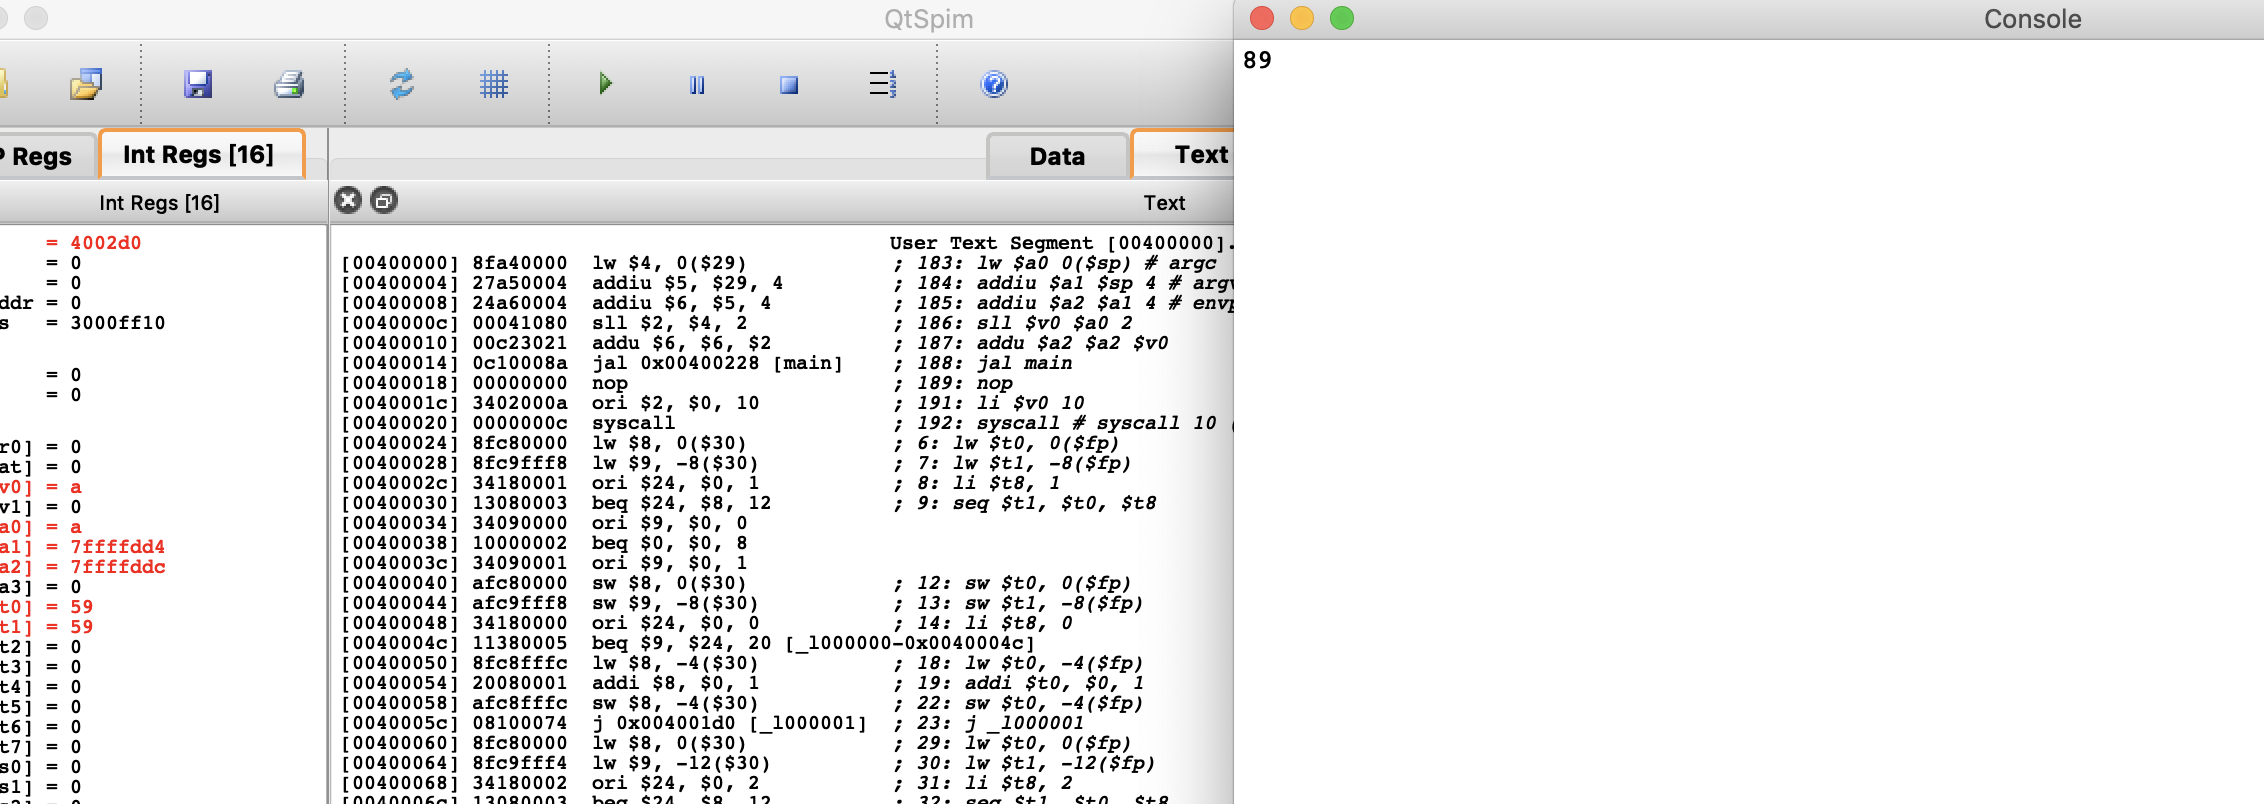 QtSpim
Console
89
P Regs
Int Regs [16]
Data
Text
Int Regs [16]
Text
= 4002d0
= 0
= 0
ddr = 0
s = 3000ff10
= 0
= 0
r0] = 0
at] = 0
v0] = a
v1] = 0
a0] = a
a1] = 7ffffdd4
a2] = 7ffffddc
a3] = 0
t0] = 59
t1] = 59
t2] = 0
t3] = 0
t4] = 0
t5] = 0
t6] = 0
t7] = 0
s0] = 0
s1] = 0
User Text Segment [00400000].
[00400000] 8fa40000 lw $4, 0($29) ; 183: lw $a0 0($sp) # argc
[00400004] 27a50004 addiu $5, $29, 4 ; 184: addiu $a1 $sp 4 # argv
[00400008] 24a60004 addiu $6, $5, 4 ; 185: addiu $a2 $a1 4 # envp
[0040000c] 00041080 sll $2, $4, 2 ; 186: sll $v0 $a0 2
[00400010] 00c23021 addu $6, $6, $2 ; 187: addu $a2 $a2 $v0
[00400014] 0c10008a jal 0x00400228 [main] ; 188: jal main
[00400018] 00000000 nop ; 189: nop
[0040001c] 3402000a ori $2, $0, 10 ; 191: li $v0 10
[00400020] 0000000c syscall ; 192: syscall # syscall 10 (
[00400024] 8fc80000 lw $8, 0($30) ; 6: lw $t0, 0($fp)
[00400028] 8fc9fff8 lw $9, -8($30) ; 7: lw $t1, -8($fp)
[0040002c] 34180001 ori $24, $0, 1 ; 8: li $t8, 1
[00400030] 13080003 beq $24, $8, 12 ; 9: seq $t1, $t0, $t8
[00400034] 34090000 ori $9, $0, 0
[00400038] 10000002 beq $0, $0, 8
[0040003c] 34090001 ori $9, $0, 1
[00400040] afc80000 sw $8, 0($30) ; 12: sw $t0, 0($fp)
[00400044] afc9fff8 sw $9, -8($30) ; 13: sw $t1, -8($fp)
[00400048] 34180000 ori $24, $0, 0 ; 14: li $t8, 0
[0040004c] 11380005 beq $9, $24, 20 [_l000000-0x0040004c]
[00400050] 8fc8fffc lw $8, -4($30) ; 18: lw $t0, -4($fp)
[00400054] 20080001 addi $8, $0, 1 ; 19: addi $t0, $0, 1
[00400058] afc8fffc sw $8, -4($30) ; 22: sw $t0, -4($fp)
[0040005c] 08100074 j 0x004001d0 [_l000001] ; 23: j _l000001
[00400060] 8fc80000 lw $8, 0($30) ; 29: lw $t0, 0($fp)
[00400064] 8fc9fff4 lw $9, -12($30) ; 30: lw $t1, -12($fp)
[00400068] 34180002 ori $24, $0, 2 ; 31: li $t8, 2
[0040006c] 13080003 beq $24, $8, 12 ; 32: seq $t1, $t0, $t8